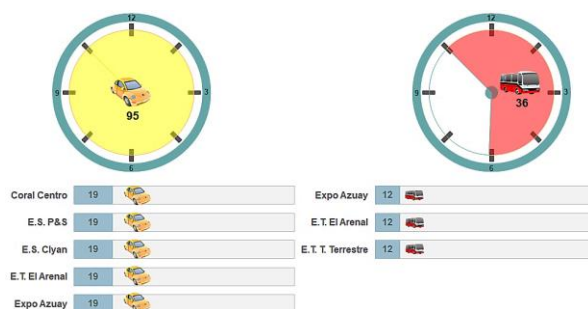 12
9
3
6
95
12
9
3
6
36
Coral Centro 19
E.S. P&S 19
E.S. Clyan 19
E.T. El Arenal 19
Expo Azuay 19
Expo Azuay 12
E.T. El Arenal 12
E.T. T. Terrestre 12